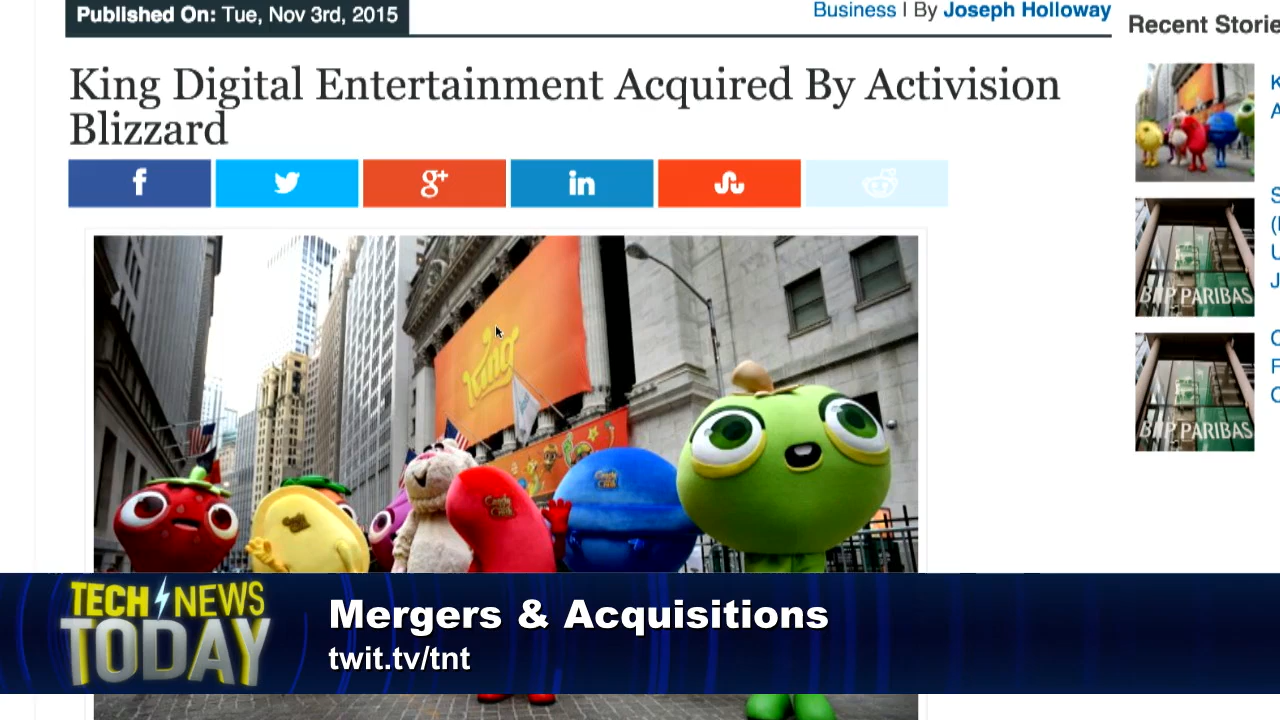 Published On: Tue, Nov 3rd, 2015
Business | By Joseph Holloway
Recent Storie
King Digital Entertainment Acquired By Activision
Blizzard
f
g+
in
King
BNP PARIBAS
BNP PARIBAS
TECH NEWS
TODAY
Mergers & Acquisitions
twit.tv/tnt